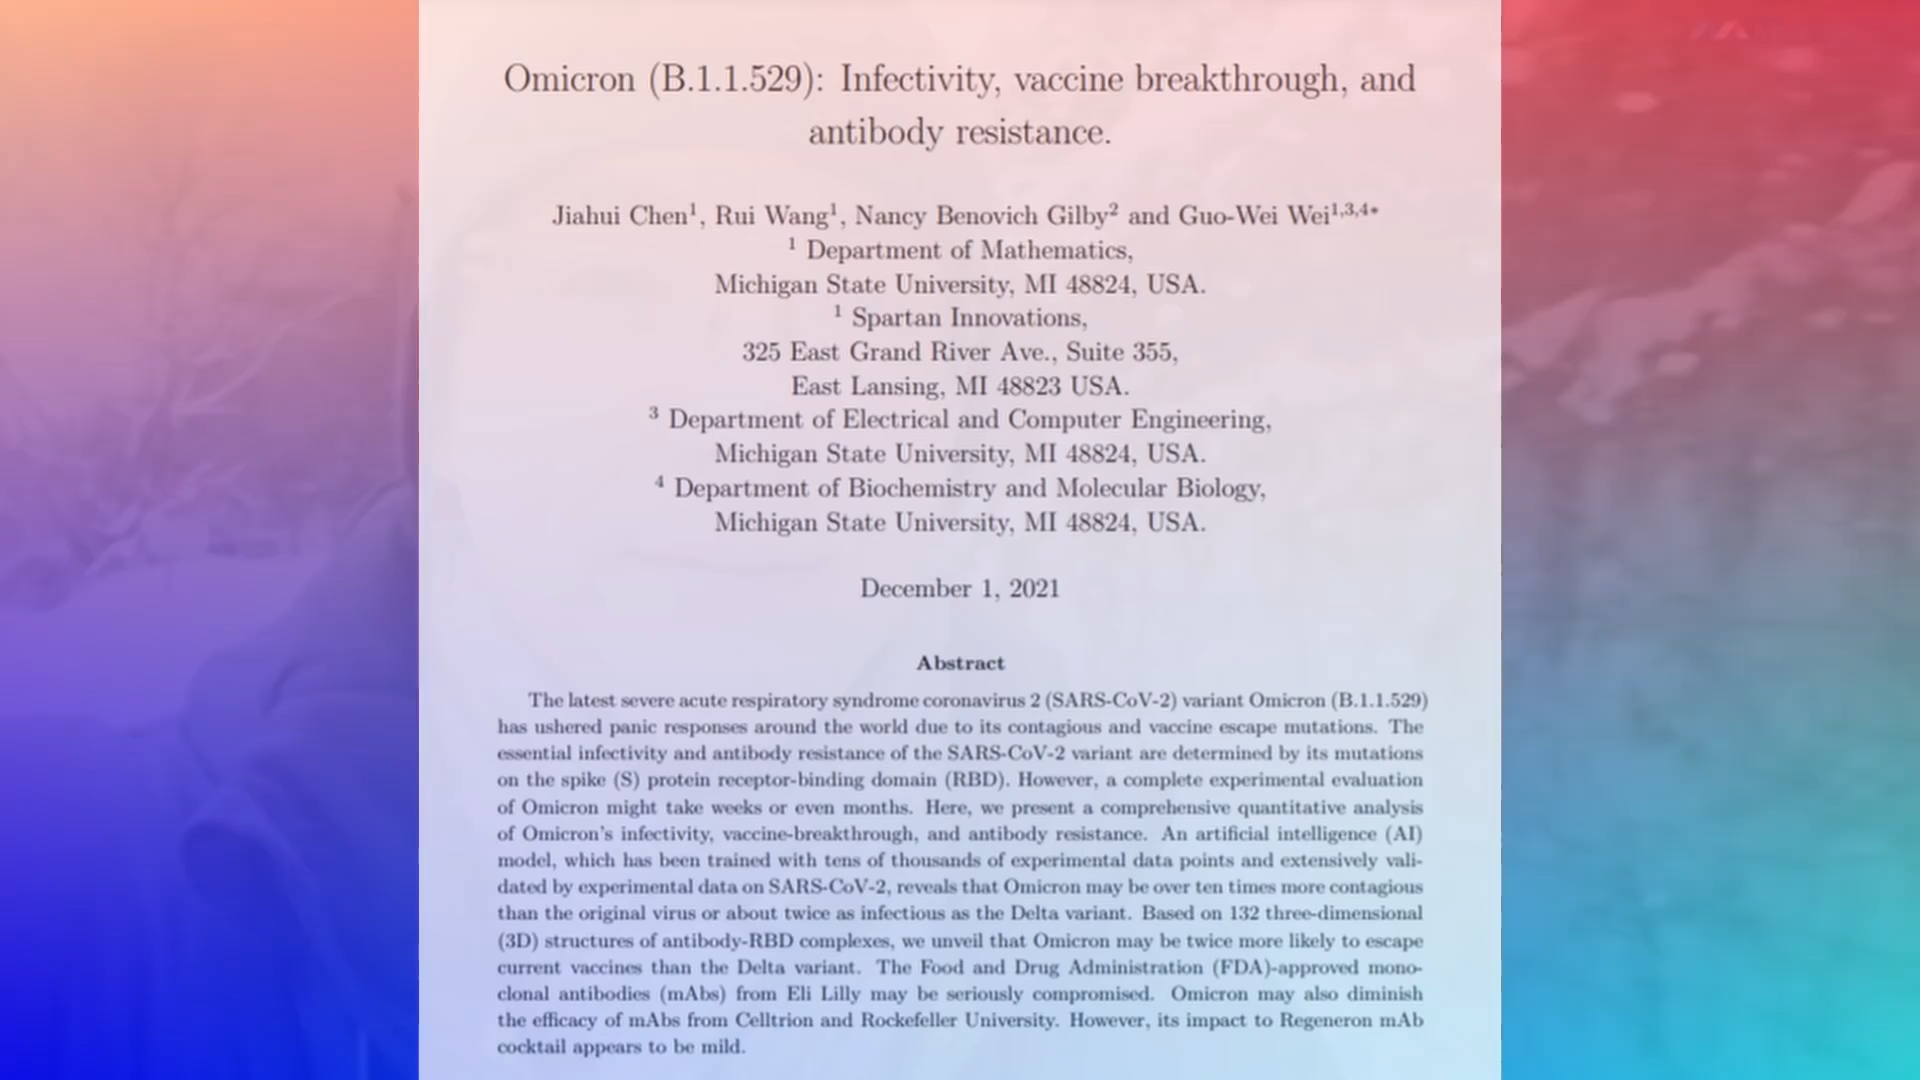 Omicron (B.1.1.529): Infectivity, vaccine breakthrough, and
antibody resistance.
Jiahui Chen¹, Rui Wang¹, Nancy Benovich Gilby² and Guo-Wei Wei¹,³,⁴*
¹ Department of Mathematics,
Michigan State University, MI 48824, USA.
¹ Spartan Innovations,
325 East Grand River Ave., Suite 355,
East Lansing, MI 48823 USA.
³ Department of Electrical and Computer Engineering,
Michigan State University, MI 48824, USA.
⁴ Department of Biochemistry and Molecular Biology,
Michigan State University, MI 48824, USA.
December 1, 2021
Abstract
The latest severe acute respiratory syndrome coronavirus 2 (SARS-CoV-2) variant Omicron (B.1.1.529)
has ushered panic responses around the world due to its contagious and vaccine escape mutations. The
essential infectivity and antibody resistance of the SARS-CoV-2 variant are determined by its mutations
on the spike (S) protein receptor-binding domain (RBD). However, a complete experimental evaluation
of Omicron might take weeks or even months. Here, we present a comprehensive quantitative analysis
of Omicron's infectivity, vaccine-breakthrough, and antibody resistance. An artificial intelligence (AI)
model, which has been trained with tens of thousands of experimental data points and extensively vali-
dated by experimental data on SARS-CoV-2, reveals that Omicron may be over ten times more contagious
than the original virus or about twice as infectious as the Delta variant. Based on 132 three-dimensional
(3D) structures of antibody-RBD complexes, we unveil that Omicron may be twice more likely to escape
current vaccines than the Delta variant. The Food and Drug Administration (FDA)-approved mono-
clonal antibodies (mAbs) from Eli Lilly may be seriously compromised. Omicron may also diminish
the efficacy of mAbs from Celltrion and Rockefeller University. However, its impact to Regeneron mAb
cocktail appears to be mild.